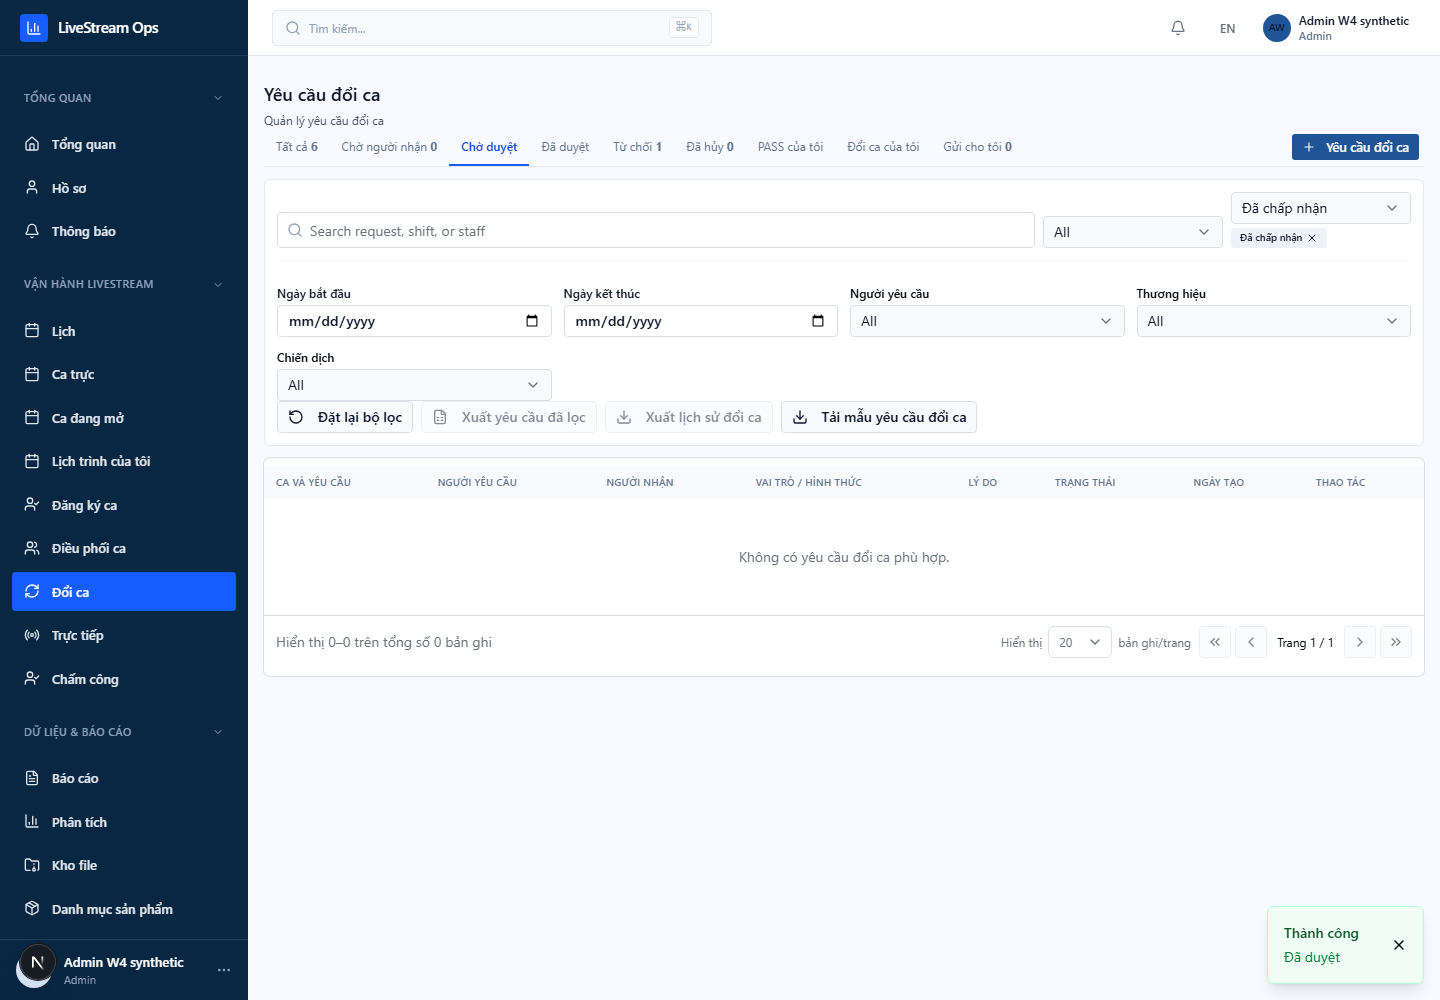 LiveStream Ops
Tìm kiếm...
⌘K
EN
AW
Admin W4 synthetic
Admin
TỔNG QUAN
Tổng quan
Hồ sơ
Thông báo
VẬN HÀNH LIVESTREAM
Lịch
Ca trực
Ca đang mở
Lịch trình của tôi
Đăng ký ca
Điều phối ca
Đổi ca
Trực tiếp
Chấm công
DỮ LIỆU & BÁO CÁO
Báo cáo
Phân tích
Kho file
Danh mục sản phẩm
N
Admin W4 synthetic
Admin
Yêu cầu đổi ca
Quản lý yêu cầu đổi ca
Tất cả 6 Chờ người nhận 0 Chờ duyệt Đã duyệt Từ chối 1 Đã hủy 0 PASS của tôi Đổi ca của tôi Gửi cho tôi 0
Yêu cầu đổi ca
Search request, shift, or staff
All
Đã chấp nhận
Đã chấp nhận
Ngày bắt đầu Ngày kết thúc Người yêu cầu Thương hiệu
mm/dd/yyyy mm/dd/yyyy All All
Chiến dịch
All
Đặt lại bộ lọc Xuất yêu cầu đã lọc Xuất lịch sử đổi ca Tải mẫu yêu cầu đổi ca
CA VÀ YÊU CẦU NGƯỜI YÊU CẦU NGƯỜI NHẬN VAI TRÒ / HÌNH THỨC LÝ DO TRẠNG THÁI NGÀY TẠO THAO TÁC
Không có yêu cầu đổi ca phù hợp.
Hiển thị 0–0 trên tổng số 0 bản ghi
Hiển thị 20 bản ghi/trang Trang 1 / 1
Thành công
Đã duyệt